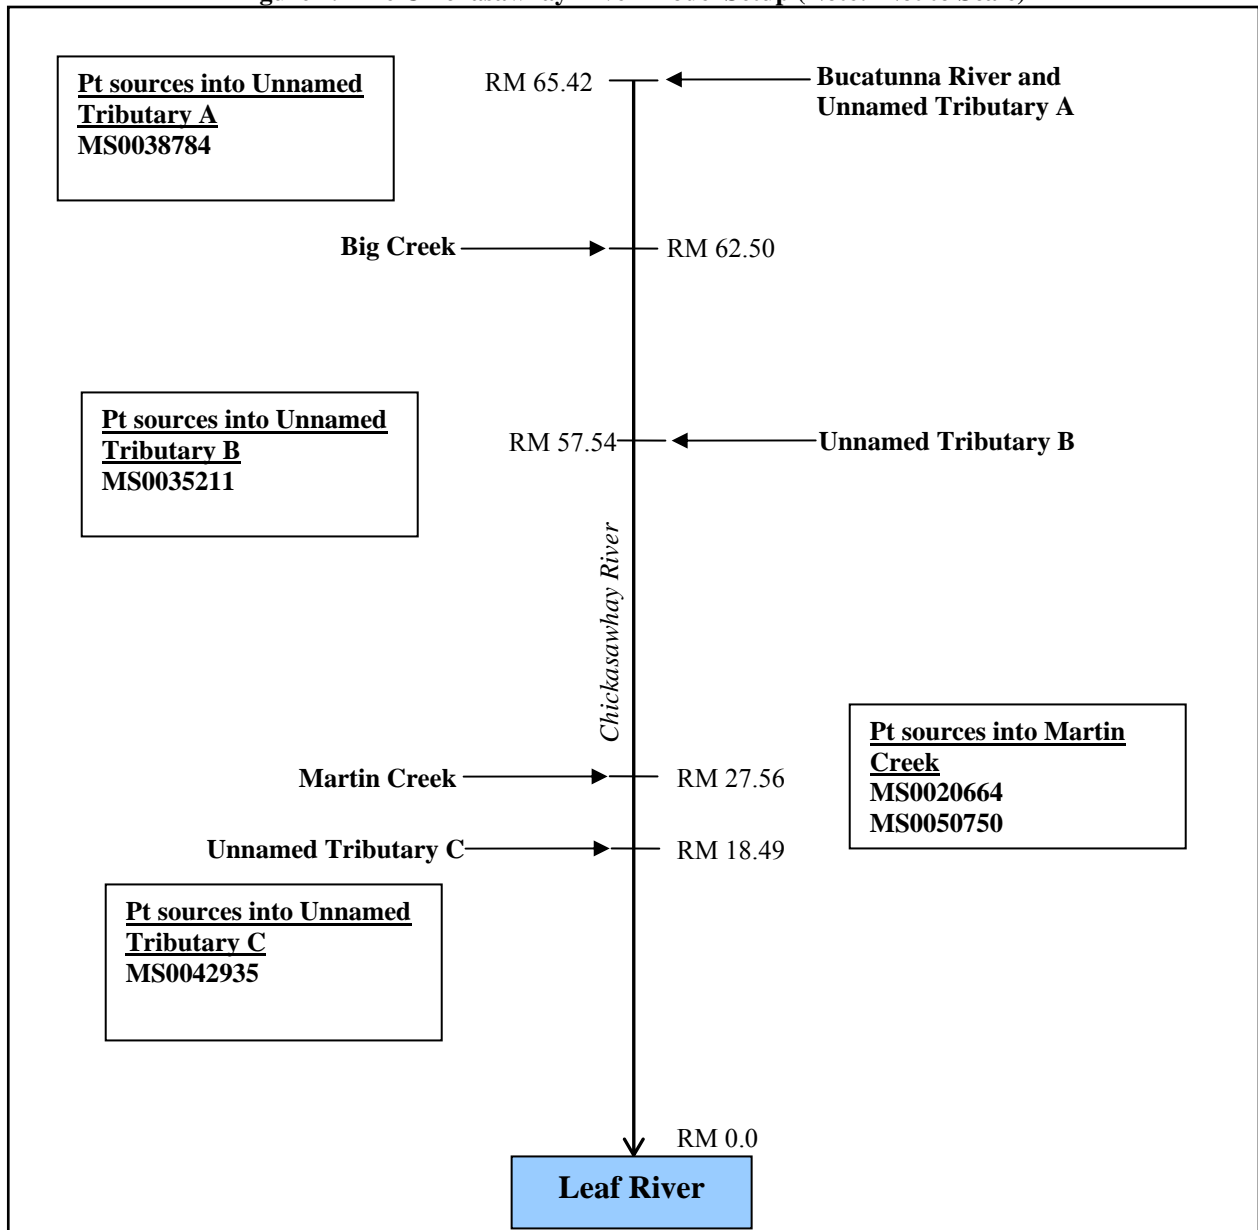 Pt sources into Unnamed
Tributary A
MS0038784
RM 65.42
Bucatunna River and
Unnamed Tributary A
Big Creek
RM 62.50
Pt sources into Unnamed
Tributary B
MS0035211
RM 57.54
Unnamed Tributary B
Chickasawhay River
Martin Creek
RM 27.56
Pt sources into Martin
Creek
MS0020664
MS0050750
Unnamed Tributary C
RM 18.49
Pt sources into Unnamed
Tributary C
MS0042935
RM 0.0
Leaf River